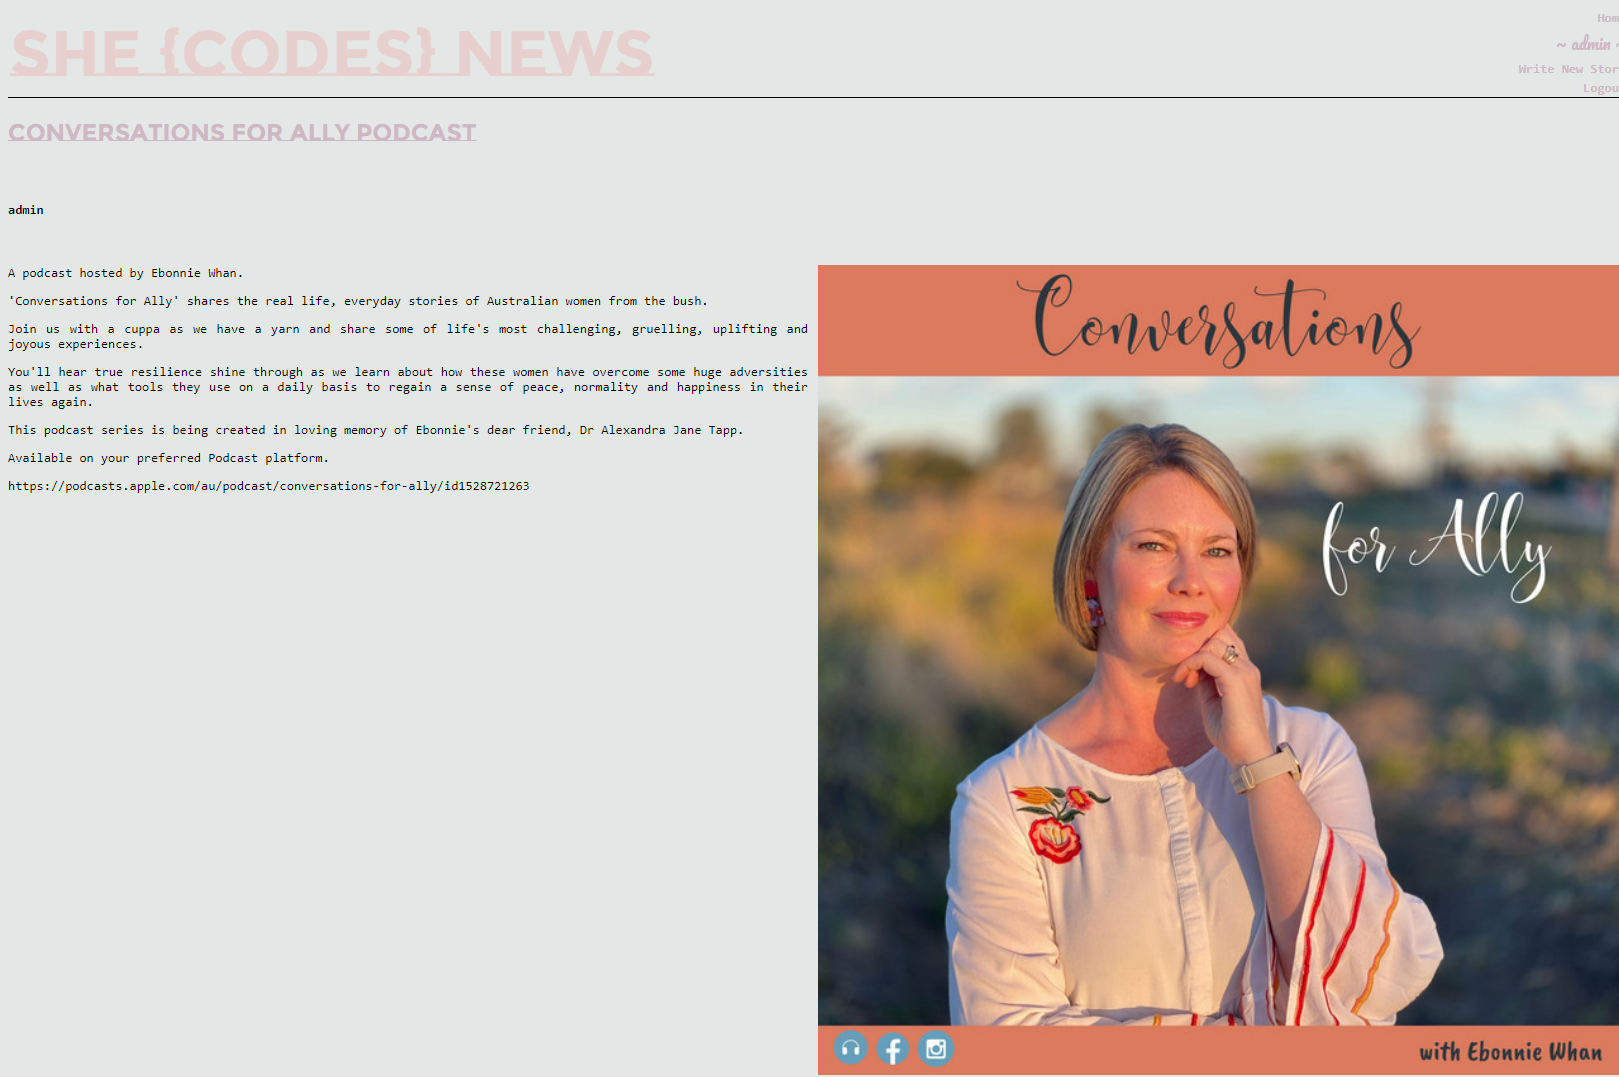 SHE {CODES} NEWS
Hom
~ admin ~
Write New Stor
Logou
CONVERSATIONS FOR ALLY PODCAST
admin
A podcast hosted by Ebonnie Whan.
'Conversations for Ally' shares the real life, everyday stories of Australian women from the bush.
Join us with a cuppa as we have a yarn and share some of life's most challenging, gruelling, uplifting and
joyous experiences.
You'll hear true resilience shine through as we learn about how these women have overcome some huge adversities
as well as what tools they use on a daily basis to regain a sense of peace, normality and happiness in their
lives again.
This podcast series is being created in loving memory of Ebonnie's dear friend, Dr Alexandra Jane Tapp.
Available on your preferred Podcast platform.
https://podcasts.apple.com/au/podcast/conversations-for-ally/id1528721263
Conversations
for Ally
with Ebonnie Whan